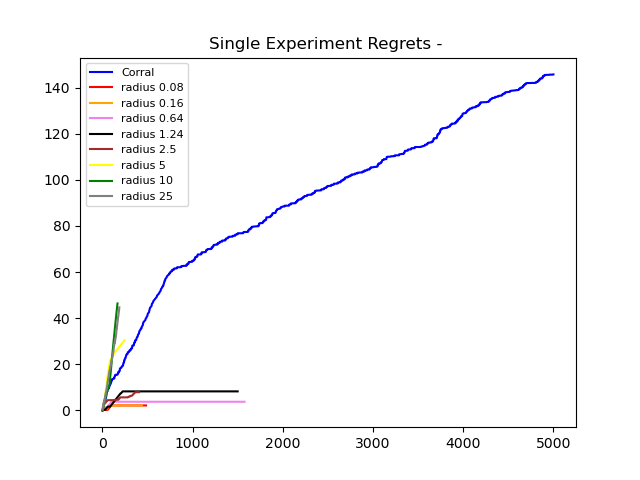 Single Experiment Regrets -
Corral
radius 0.08
radius 0.16
radius 0.64
radius 1.24
radius 2.5
radius 5
radius 10
radius 25
140
120
100
80
60
40
20
0
0 1000 2000 3000 4000 5000